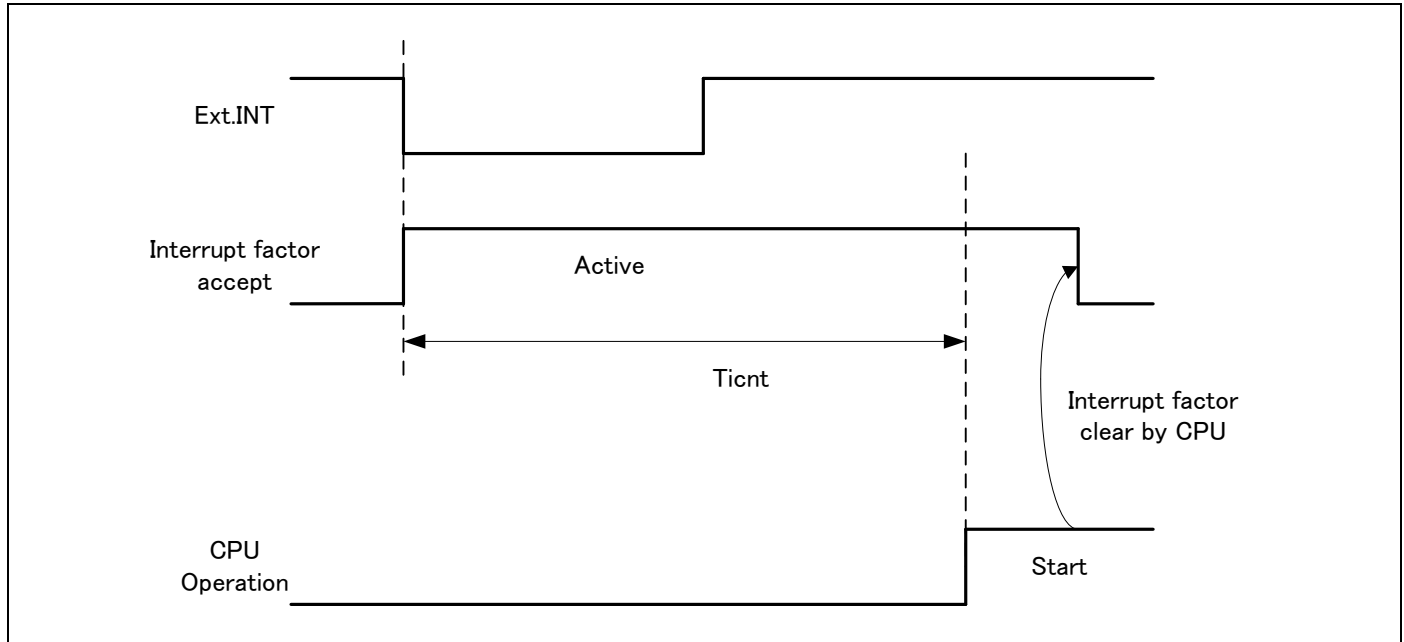 Ext.INT
Interrupt factor
accept
Active
Ticnt
Interrupt factor
clear by CPU
CPU
Operation
Start